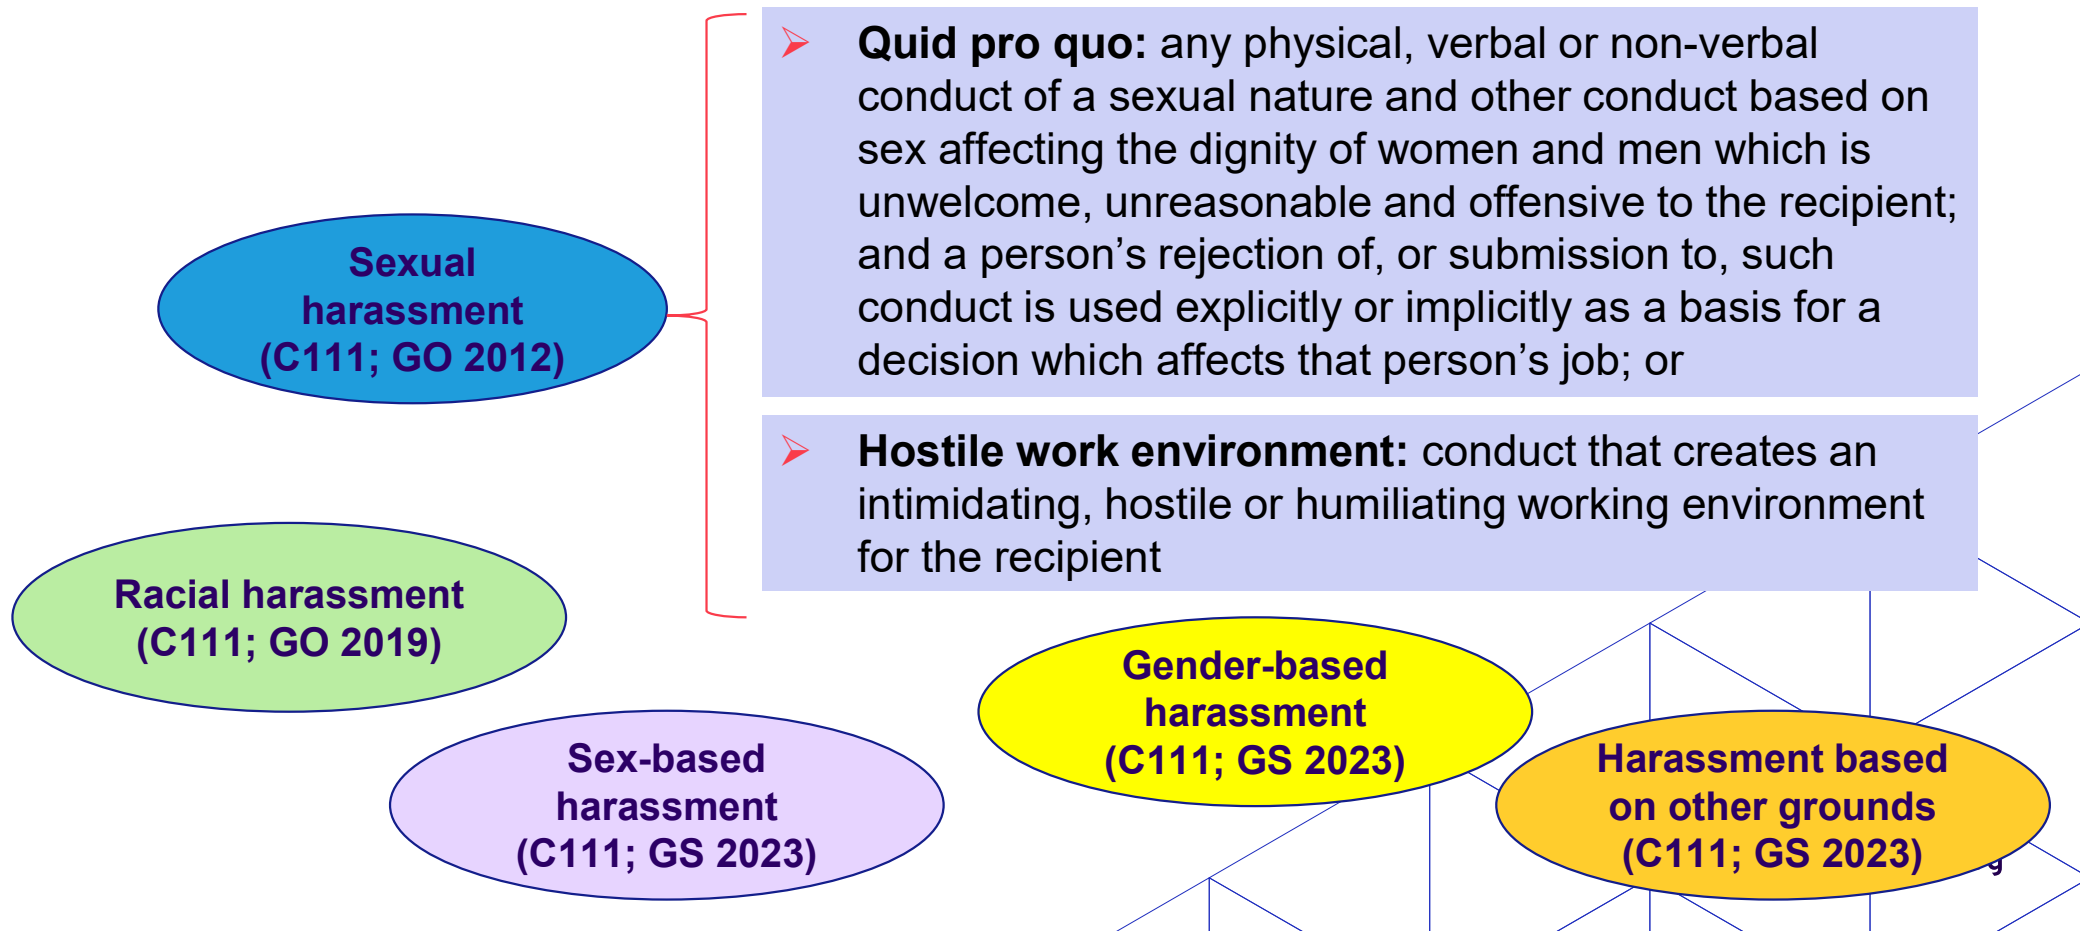 Quid pro quo: any physical, verbal or non-verbal
conduct of a sexual nature and other conduct based on
sex affecting the dignity of women and men which is
unwelcome, unreasonable and offensive to the recipient;
and a person’s rejection of, or submission to, such
conduct is used explicitly or implicitly as a basis for a
decision which affects that person’s job; or
Sexual
harassment
(C111; GO 2012)
Hostile work environment: conduct that creates an
intimidating, hostile or humiliating working environment
for the recipient
Racial harassment
(C111; GO 2019)
Gender-based
harassment
(C111; GS 2023)
Sex-based
harassment
(C111; GS 2023)
Harassment based
on other grounds
(C111; GS 2023)